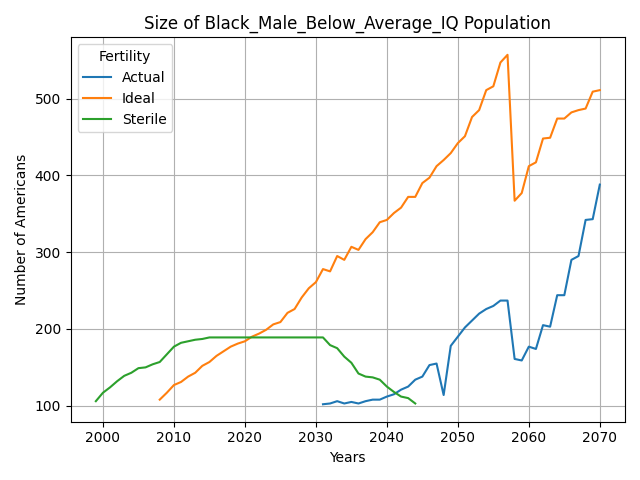 Size of Black_Male_Below_Average_IQ Population
Fertility
Actual
Ideal
Sterile
Number of Americans
500
400
300
200
100
2000 2010 2020 2030 2040 2050 2060 2070
Years